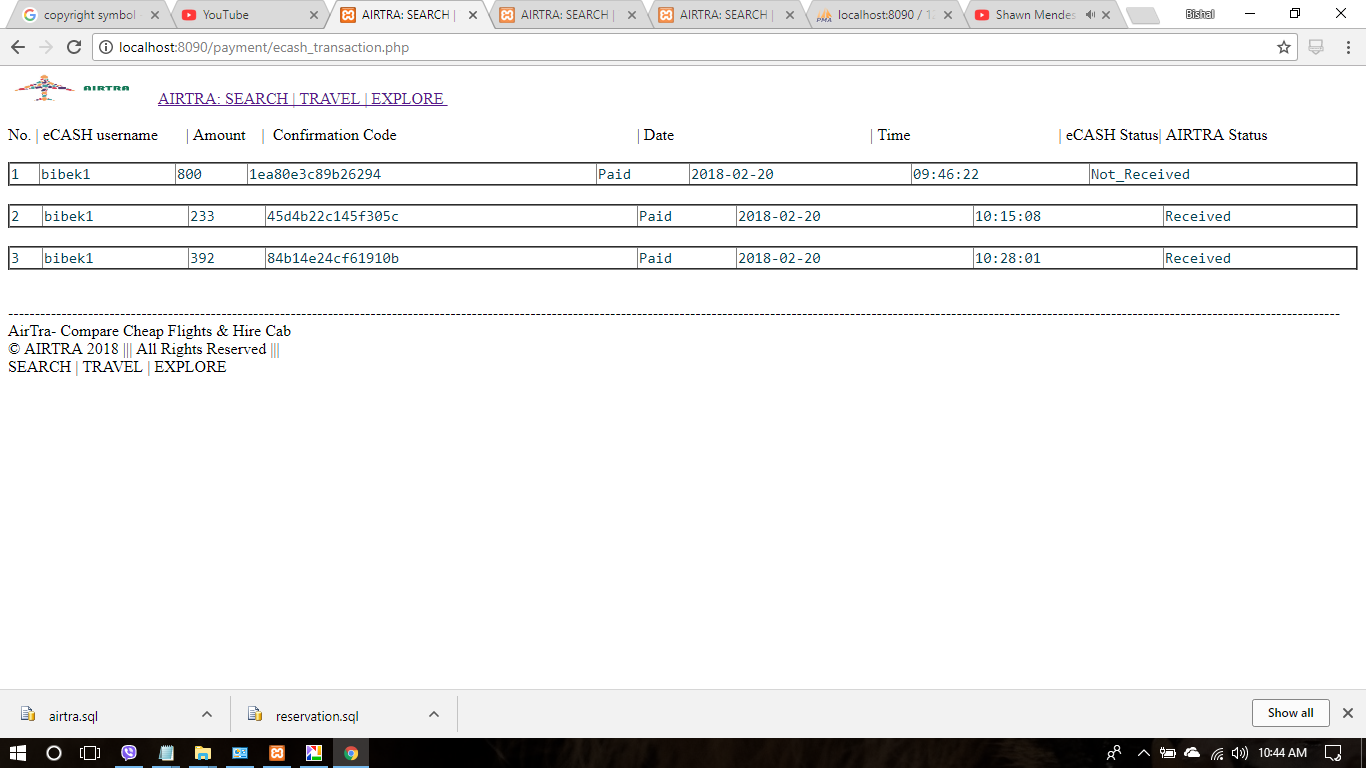 copyright symbol
YouTube
AIRTRA: SEARCH |
AIRTRA: SEARCH |
AIRTRA: SEARCH |
localhost:8090 / 12
Shawn Mendes
Bishal
localhost:8090/payment/ecash_transaction.php
AIRTRA
AIRTRA: SEARCH | TRAVEL | EXPLORE
No. | eCASH username | Amount | Confirmation Code | Date | Time | eCASH Status| AIRTRA Status
1 bibek1 800 1ea80e3c89b26294 Paid 2018-02-20 09:46:22 Not_Received
2 bibek1 233 45d4b22c145f305c Paid 2018-02-20 10:15:08 Received
3 bibek1 392 84b14e24cf61910b Paid 2018-02-20 10:28:01 Received
AirTra- Compare Cheap Flights & Hire Cab
© AIRTRA 2018 ||| All Rights Reserved |||
SEARCH | TRAVEL | EXPLORE
airtra.sql
reservation.sql
Show all
10:44 AM